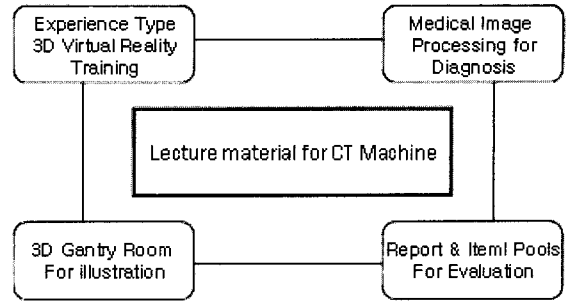 Experience Type
3D Virtual Reality
Training
Medical Image
Processing for
Diagnosis
Lecture material for CT Machine
3D Gantry Room
For illustration
Report & Iteml Pools
For Evaluation